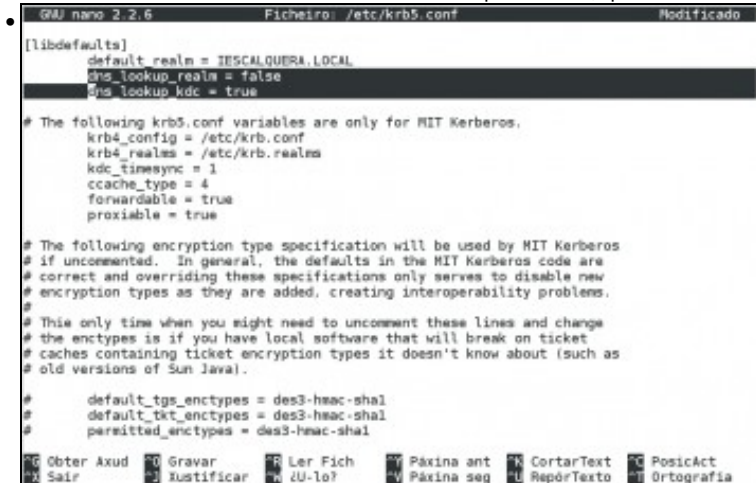 GNU nano 2.2.6 Ficheiro: /etc/krb5.conf Modificado
[libdefaults]
default_realm = IESCALQUERA.LOCAL
dns_lookup_realm = false
dns_lookup_kdc = true
# The following krb5.conf variables are only for MIT Kerberos.
krb4_config = /etc/krb.conf
krb4_realms = /etc/krb.realms
kdc_timesync = 1
ccache_type = 4
forwardable = true
proxiable = true
# The following encryption type specification will be used by MIT Kerberos
# if uncommented. In general, the defaults in the MIT Kerberos code are
# correct and overriding these specifications only serves to disable new
# encryption types as they are added, creating interoperability problems.
#
# Thie only time when you might need to uncomment these lines and change
# the enctypes is if you have local software that will break on ticket
# caches containing ticket encryption types it doesn't know about (such as
# old versions of Sun Java).
# default_tgs_enctypes = des3-hmac-sha1
# default_tkt_enctypes = des3-hmac-sha1
# permitted_enctypes = des3-hmac-sha1
^G Obter Axud ^O Gravar ^R Ler Fich ^Y Páxina ant ^K CortarText ^C PosicAct
^X Sair ^J Xustificar ^W ¿U-lo? ^V Páxina seg ^U RepórTexto ^T Ortografía